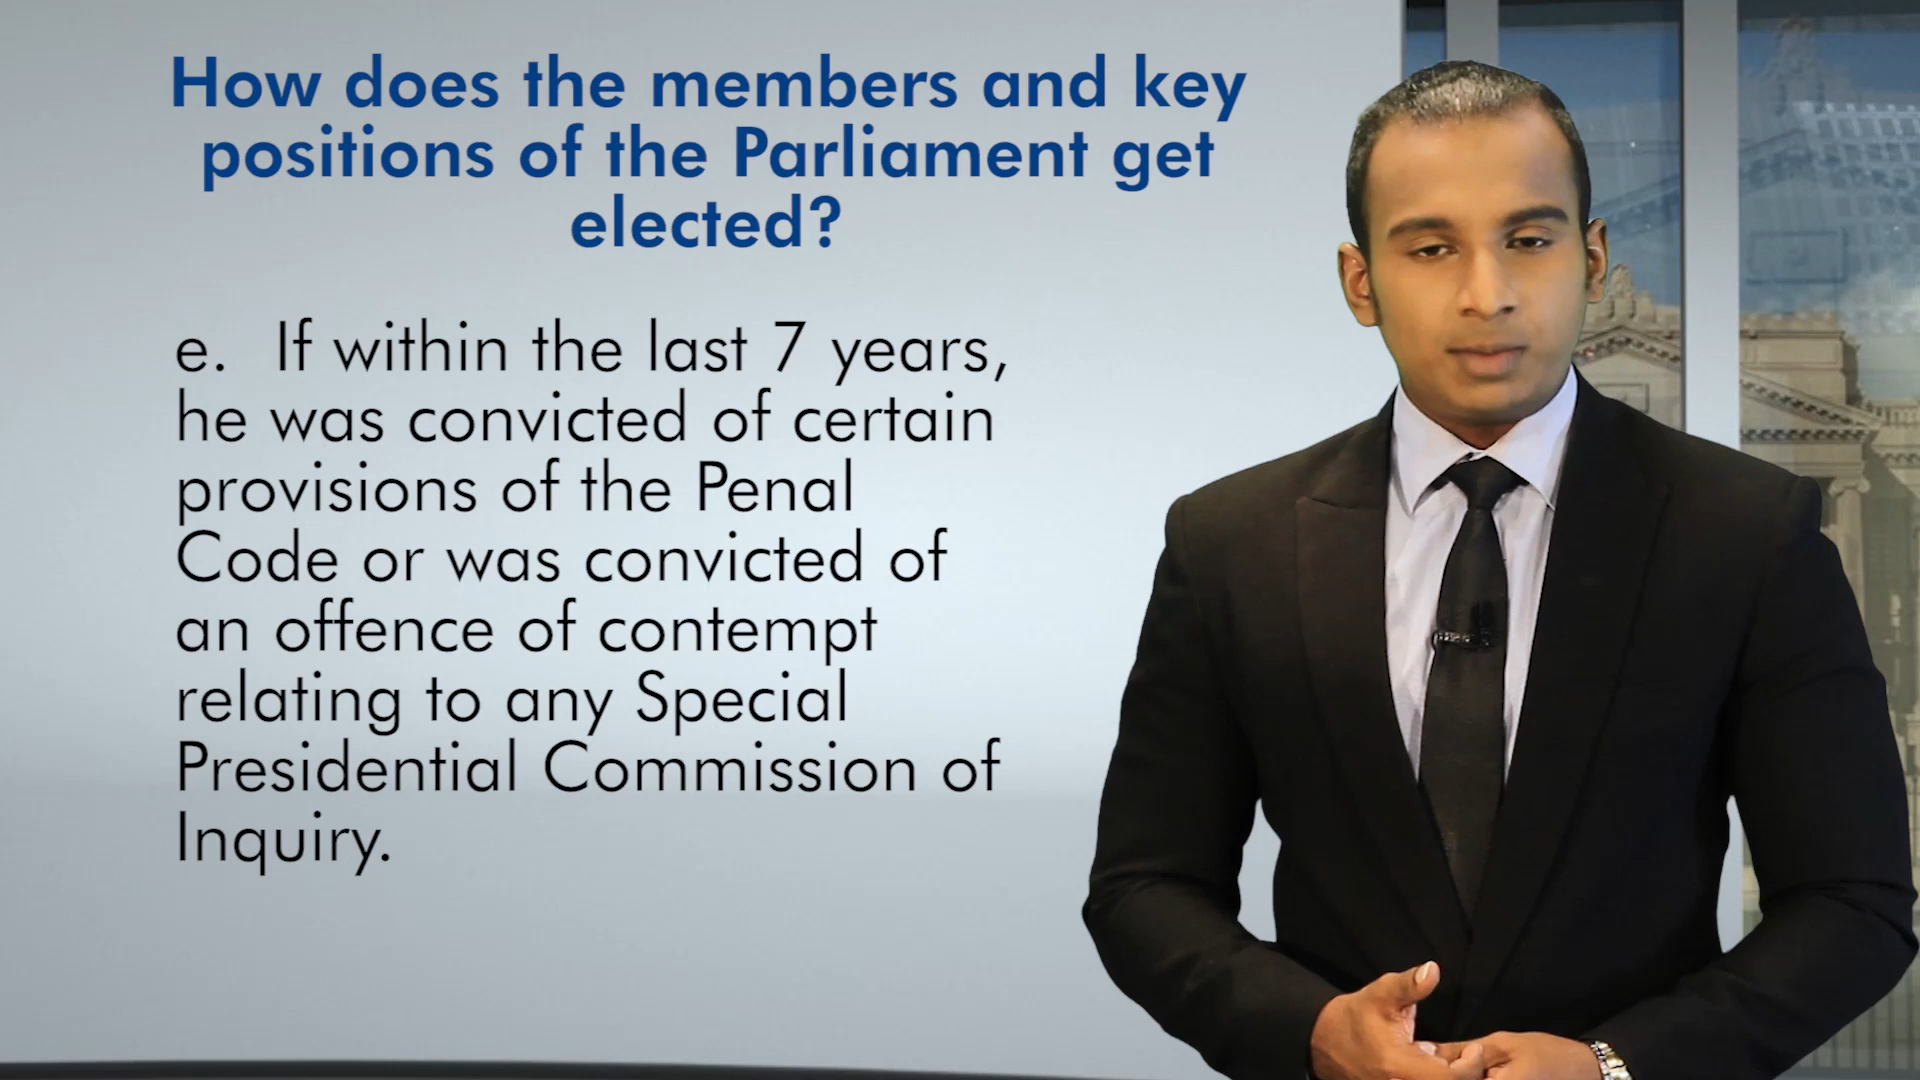 How does the members and key
positions of the Parliament get
elected?
e. If within the last 7 years,
he was convicted of certain
provisions of the Penal
Code or was convicted of
an offence of contempt
relating to any Special
Presidential Commission of
Inquiry.